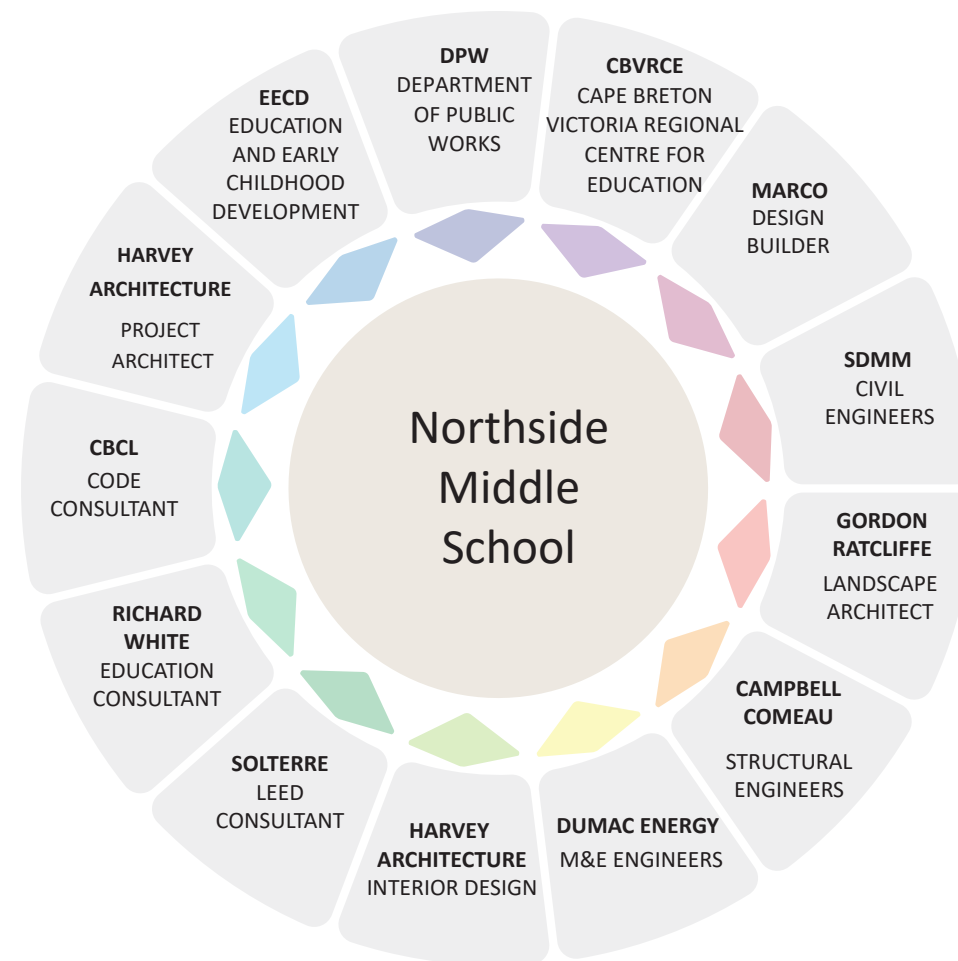 DPW
DEPARTMENT
OF PUBLIC
WORKS
CBVRCE
CAPE BRETON
VICTORIA REGIONAL
CENTRE FOR
EDUCATION
MARCO
DESIGN
BUILDER
SDMM
CIVIL
ENGINEERS
GORDON
RATCLIFFE
LANDSCAPE
ARCHITECT
CAMPBELL
COMEAU
STRUCTURAL
ENGINEERS
DUMAC ENERGY
M&E ENGINEERS
HARVEY
ARCHITECTURE
INTERIOR DESIGN
SOLTERRE
LEED
CONSULTANT
RICHARD
WHITE
EDUCATION
CONSULTANT
CBCL
CODE
CONSULTANT
HARVEY
ARCHITECTURE
PROJECT
ARCHITECT
EECD
EDUCATION
AND EARLY
CHILDHOOD
DEVELOPMENT
Northside
Middle
School